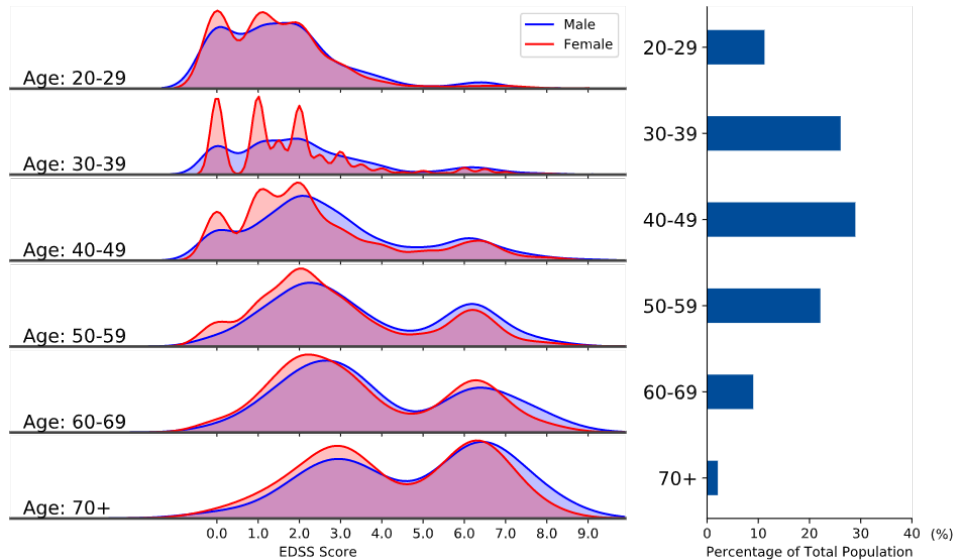 Male
Female
Age: 20-29
Age: 30-39
Age: 40-49
Age: 50-59
Age: 60-69
Age: 70+
0.0 1.0 2.0 3.0 4.0 5.0 6.0 7.0 8.0 9.0
EDSS Score
20-29
30-39
40-49
50-59
60-69
70+
0 10 20 30 40 (%)
Percentage of Total Population